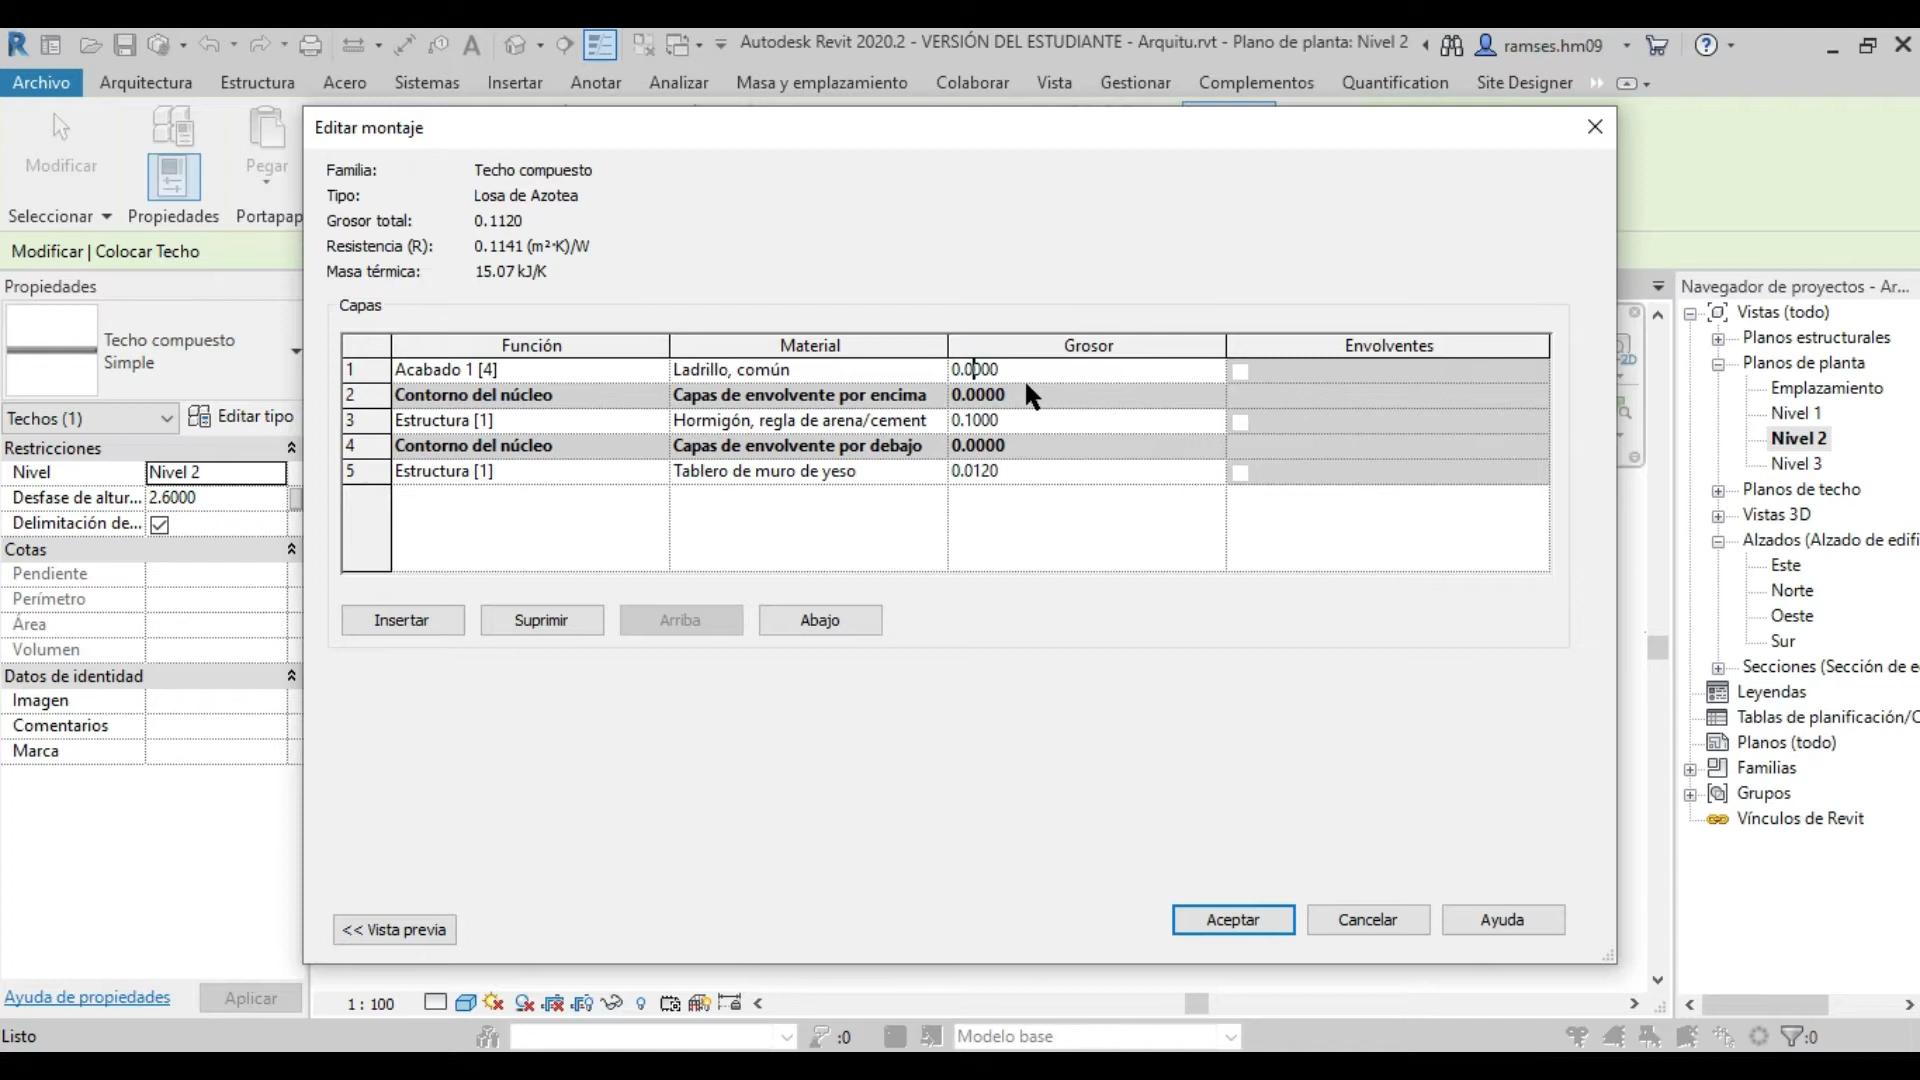 Autodesk Revit 2020.2 - VERSIÓN DEL ESTUDIANTE - Arquitu.rvt - Plano de planta: Nivel 2
ramses.hm09
Archivo Arquitectura Estructura Acero Sistemas Insertar Anotar Analizar Masa y emplazamiento Colaborar Vista Gestionar Complementos Quantification Site Designer
Modificar
Pegar
Seleccionar Propiedades Portapap
Modificar | Colocar Techo
Propiedades
Techo compuesto
Simple
Techos (1) Editar tipo
Restricciones
Nivel Nivel 2
Desfase de altur... 2.6000
Delimitación de...
Cotas
Pendiente
Perímetro
Área
Volumen
Datos de identidad
Imagen
Comentarios
Marca
Ayuda de propiedades Aplicar
Editar montaje
Familia: Techo compuesto
Tipo: Losa de Azotea
Grosor total: 0.1120
Resistencia (R): 0.1141 (m²·K)/W
Masa térmica: 15.07 kJ/K
Capas
Función Material Grosor Envolventes
1 Acabado 1 [4] Ladrillo, común 0.0000
2 Contorno del núcleo Capas de envolvente por encima 0.0000
3 Estructura [1] Hormigón, regla de arena/cement 0.1000
4 Contorno del núcleo Capas de envolvente por debajo 0.0000
5 Estructura [1] Tablero de muro de yeso 0.0120
Insertar Suprimir Arriba Abajo
<< Vista previa Aceptar Cancelar Ayuda
Navegador de proyectos - Ar...
Vistas (todo)
Planos estructurales
Planos de planta
Emplazamiento
Nivel 1
Nivel 2
Nivel 3
Planos de techo
Vistas 3D
Alzados (Alzado de edifi
Este
Norte
Oeste
Sur
Secciones (Sección de e
Leyendas
Tablas de planificación/C
Planos (todo)
Familias
Grupos
Vínculos de Revit
1 : 100
Listo :0 Modelo base :0